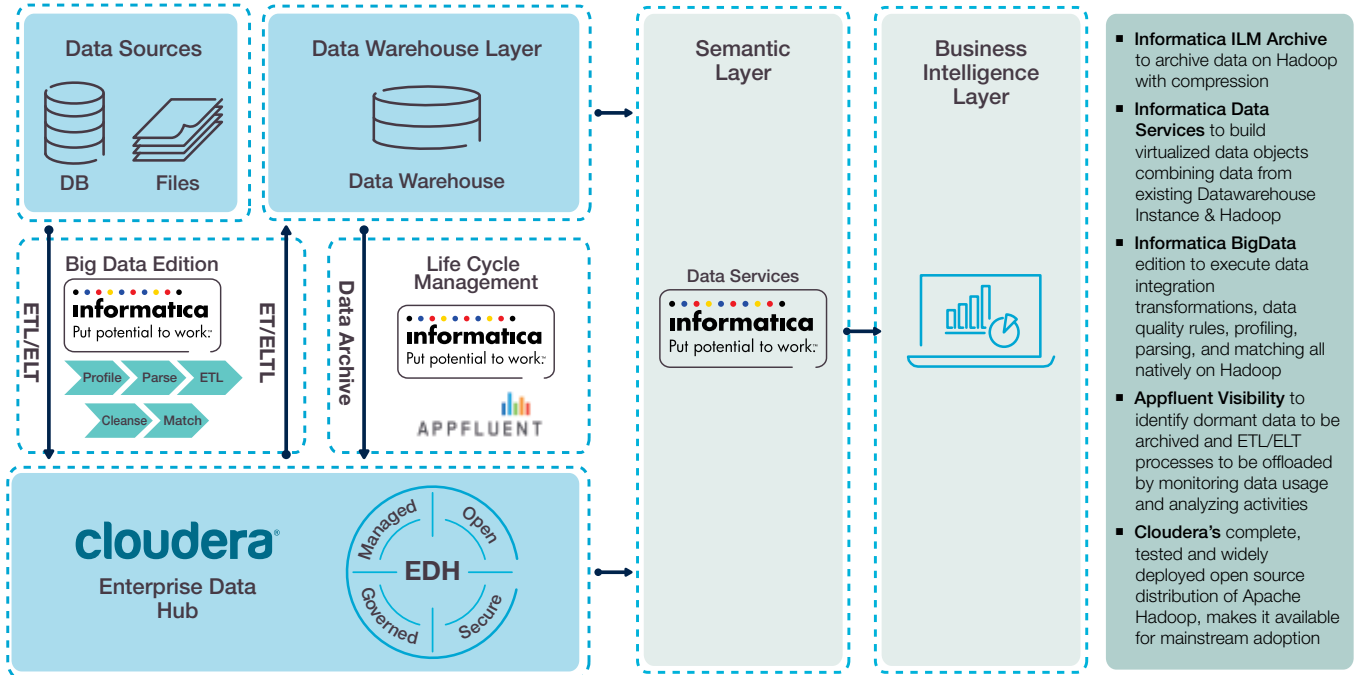 Data Sources
DB
Files
Data Warehouse Layer
Data Warehouse
Semantic
Layer
Business
Intelligence
Layer
ETL/ELT
Big Data Edition
informatica
Put potential to work.™
Profile
Parse
ETL
Cleanse
Match
ET/ELTL
Data Archive
Life Cycle
Management
informatica
Put potential to work.™
APPFLUENT
Data Services
informatica
Put potential to work.™
cloudera®
Enterprise Data
Hub
Managed
Open
EDH
Governed
Secure
▪ Informatica ILM Archive
to archive data on Hadoop
with compression
▪ Informatica Data
Services to build
virtualized data objects
combining data from
existing Datawarehouse
Instance & Hadoop
▪ Informatica BigData
edition to execute data
integration
transformations, data
quality rules, profiling,
parsing, and matching all
natively on Hadoop
▪ Appfluent Visibility to
identify dormant data to be
archived and ETL/ELT
processes to be offloaded
by monitoring data usage
and analyzing activities
▪ Cloudera's complete,
tested and widely
deployed open source
distribution of Apache
Hadoop, makes it available
for mainstream adoption